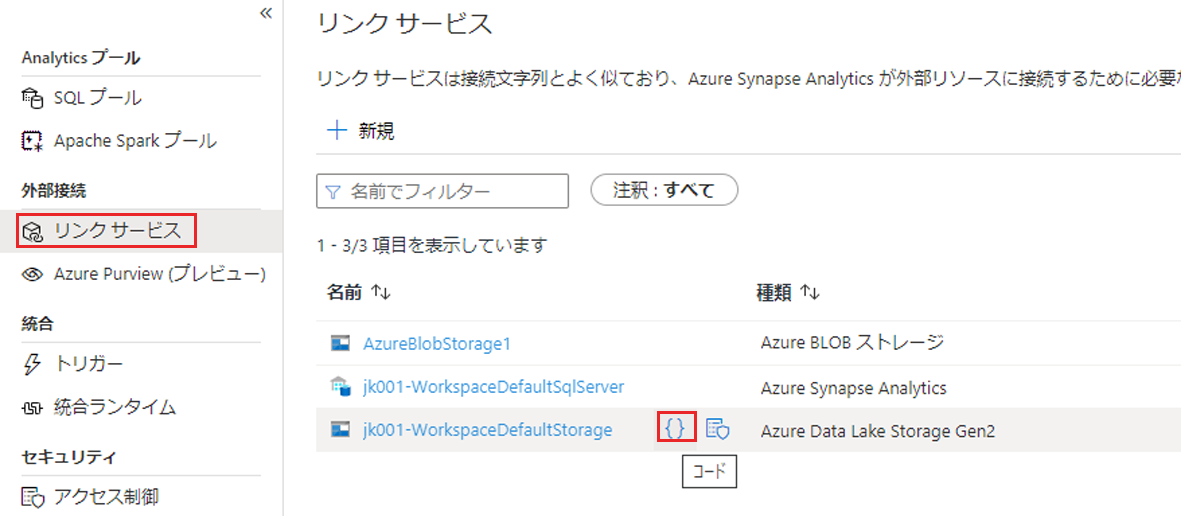 Analytics プール
SQL プール
Apache Spark プール
外部接続
リンク サービス
Azure Purview (プレビュー)
統合
トリガー
統合ランタイム
セキュリティ
アクセス制御
リンク サービス
リンク サービスは接続文字列とよく似ており、Azure Synapse Analytics が外部リソースに接続するために必要な
新規
名前でフィルター
注釈 : すべて
1 - 3/3 項目を表示しています
名前 種類
AzureBlobStorage1 Azure BLOB ストレージ
jk001-WorkspaceDefaultSqlServer Azure Synapse Analytics
jk001-WorkspaceDefaultStorage {} Azure Data Lake Storage Gen2
コード